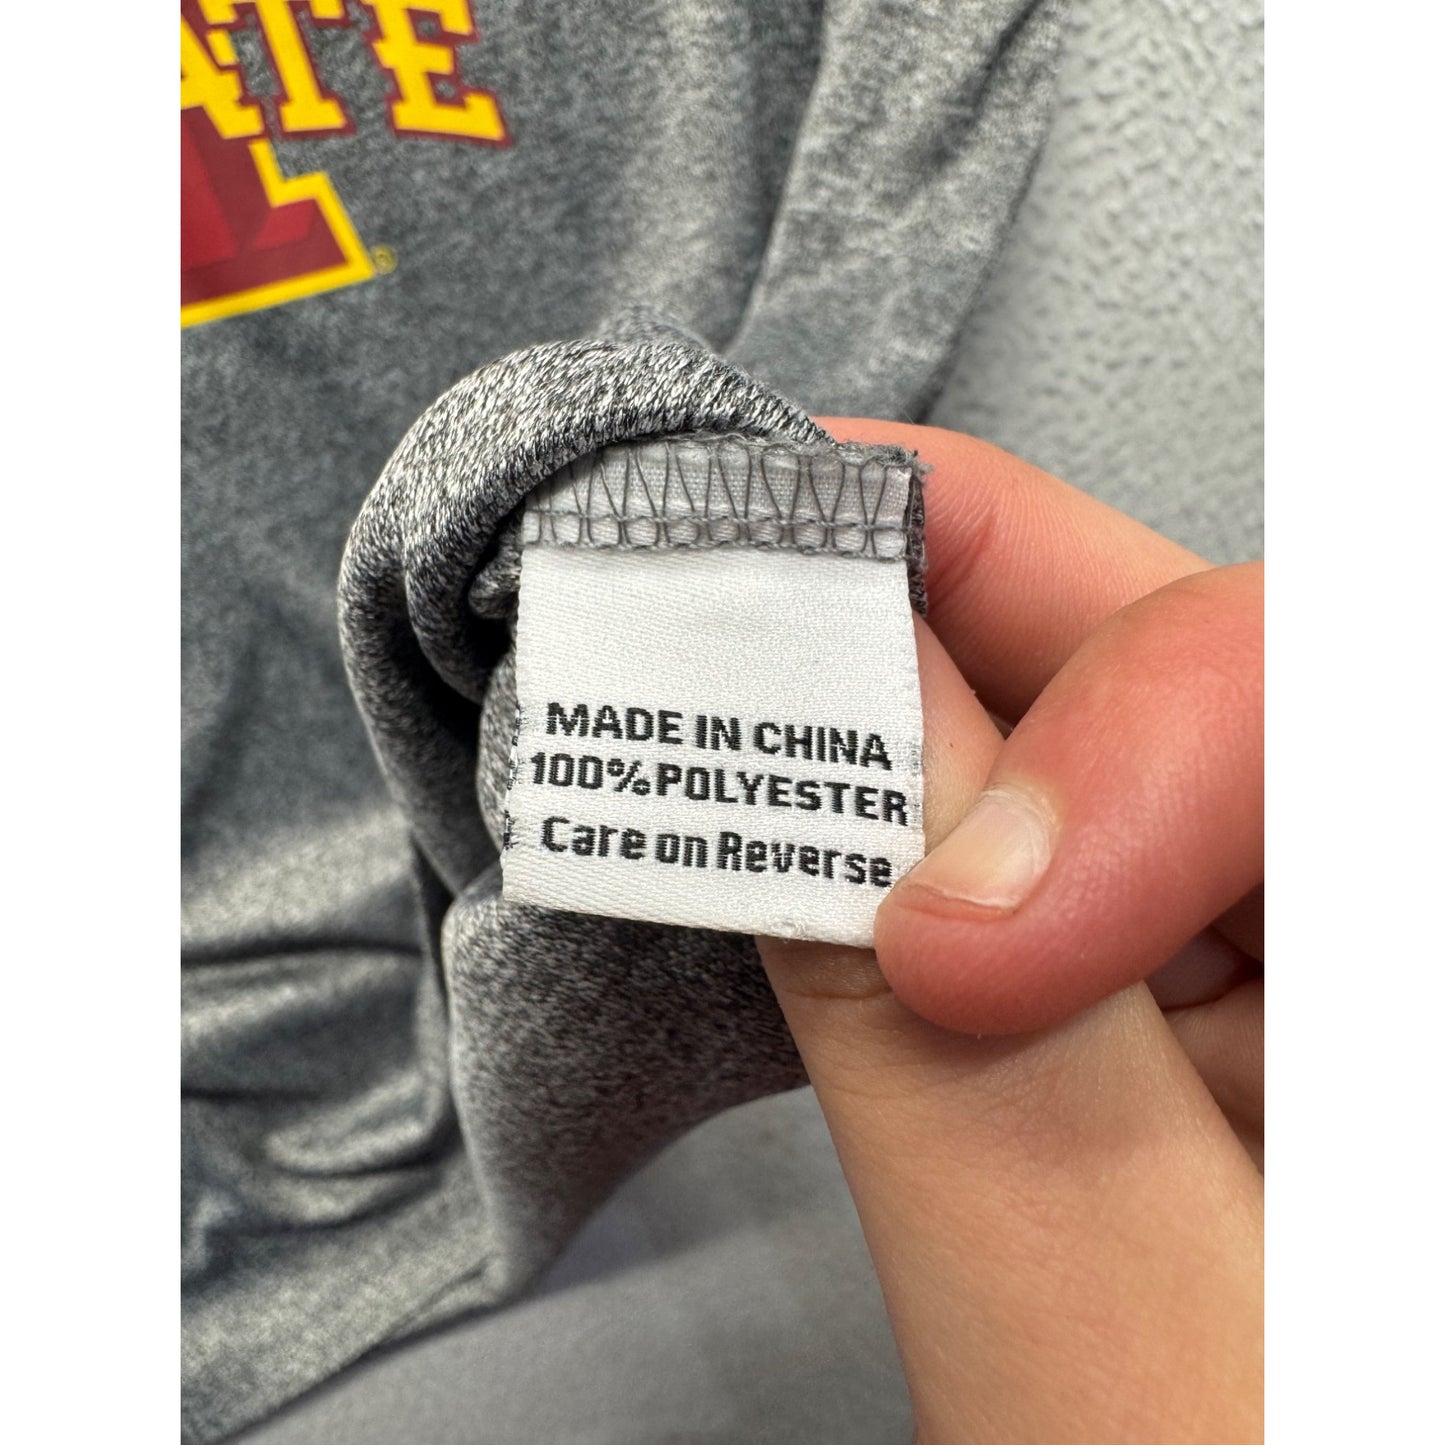 ATE
®
MADE IN CHINA
100%POLYESTER
Care on Reverse